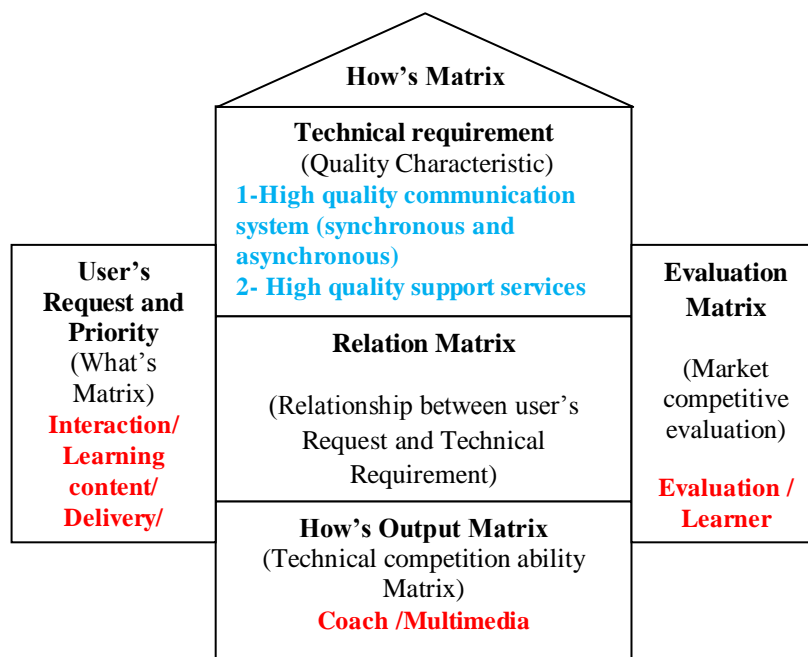 How's Matrix
Technical requirement
(Quality Characteristic)
1-High quality communication
system (synchronous and
asynchronous)
2- High quality support services
User's
Request and
Priority
(What's
Matrix)
Interaction/
Learning
content/
Delivery/
Relation Matrix
(Relationship between user's
Request and Technical
Requirement)
Evaluation
Matrix
(Market
competitive
evaluation)
Evaluation /
Learner
How's Output Matrix
(Technical competition ability
Matrix)
Coach /Multimedia